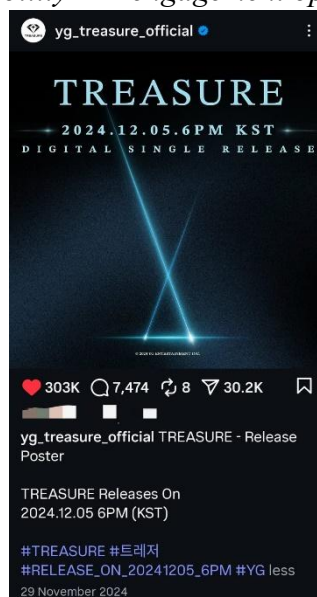 yg_treasure_official
TREASURE
2024.12.05.6PM KST
DIGITAL SINGLE RELEASE
303K 7,474 8 30.2K
yg_treasure_official TREASURE - Release
Poster
TREASURE Releases On
2024.12.05 6PM (KST)
#TREASURE #트레저
#RELEASE_ON_20241205_6PM #YG less
29 November 2024